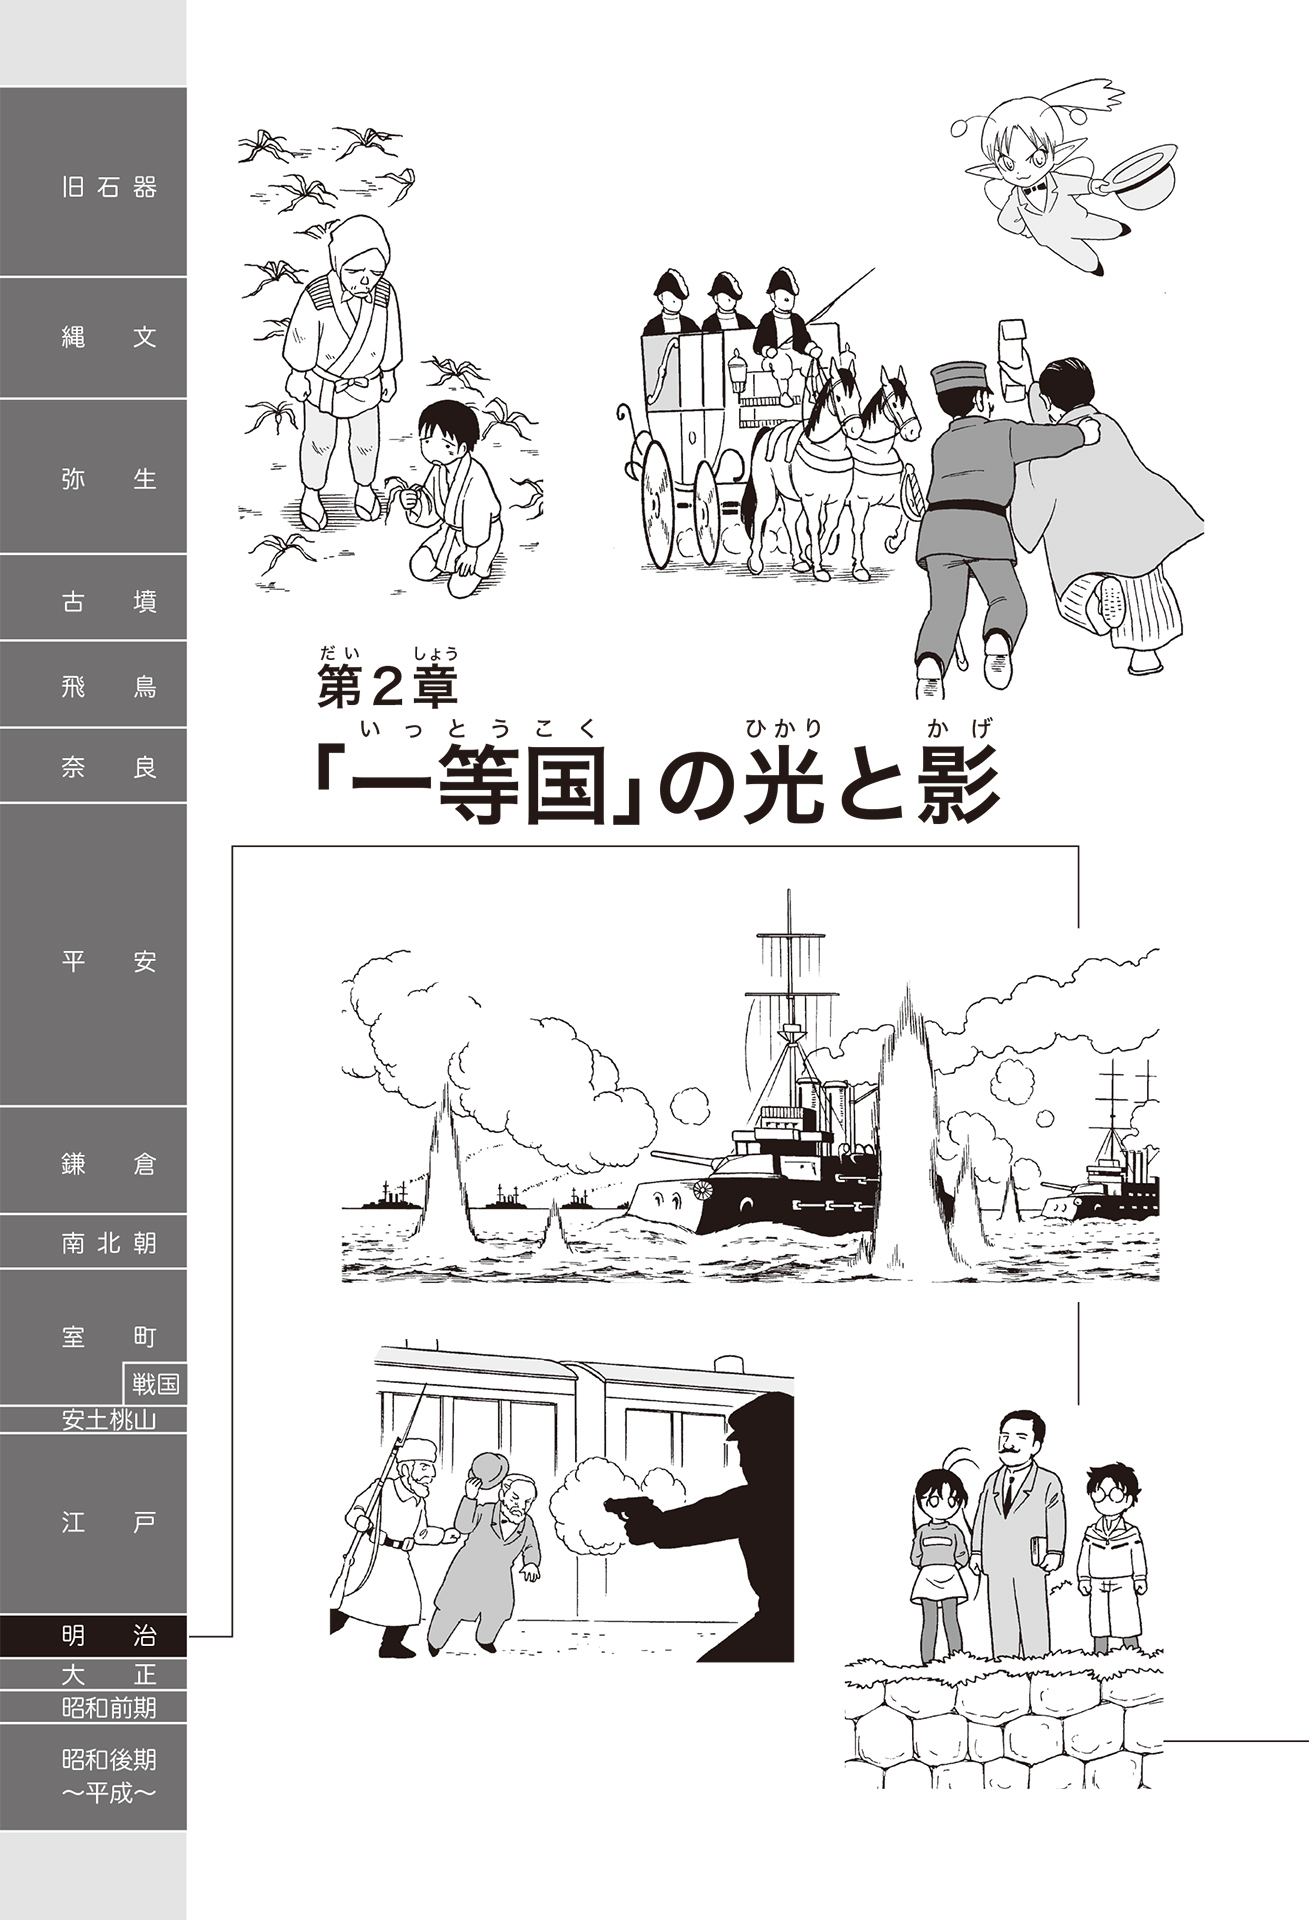 旧石器
縄文
弥生
古墳
飛鳥
奈良
平安
鎌倉
南北朝
室町
戦国
安土桃山
江戸
明治
大正
昭和前期
昭和後期
～平成～
だい しょう
第2章
いっとうこく ひかり かげ
「一等国」の光と影